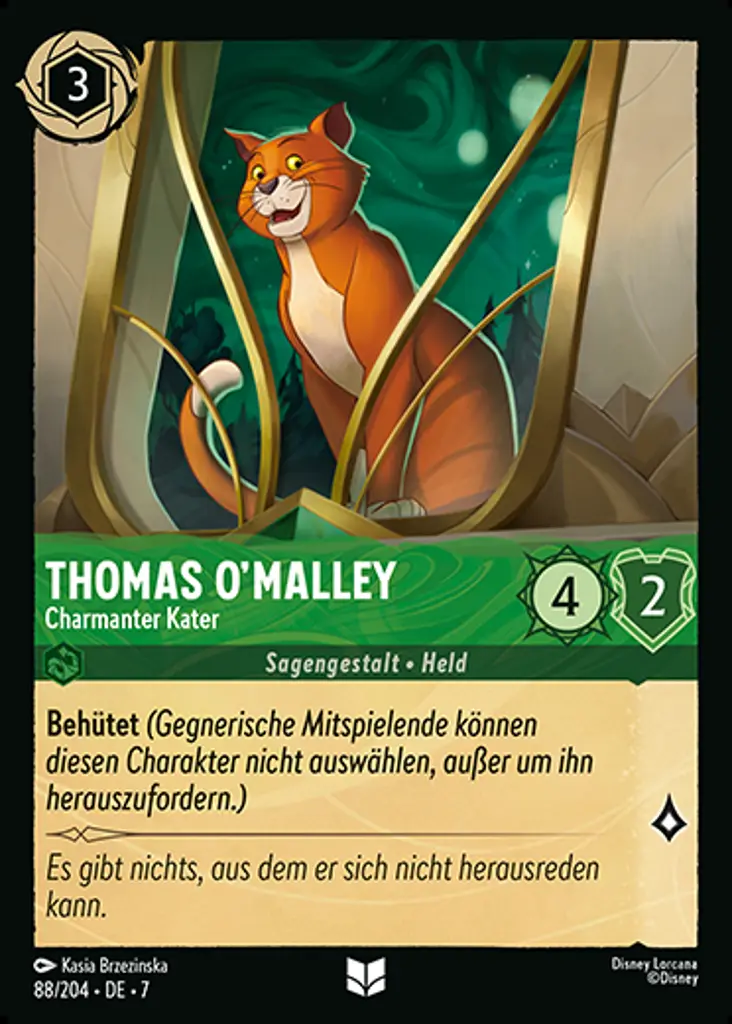 3
THOMAS O'MALLEY
Charmanter Kater
4
2
Sagengestalt • Held
Behütet (Gegnerische Mitspielende können
diesen Charakter nicht auswählen, außer um ihn
herauszufordern.)
Es gibt nichts, aus dem er sich nicht herausreden
kann.
Kasia Brzezinska
88/204 • DE • 7
Disney Lorcana
©Disney